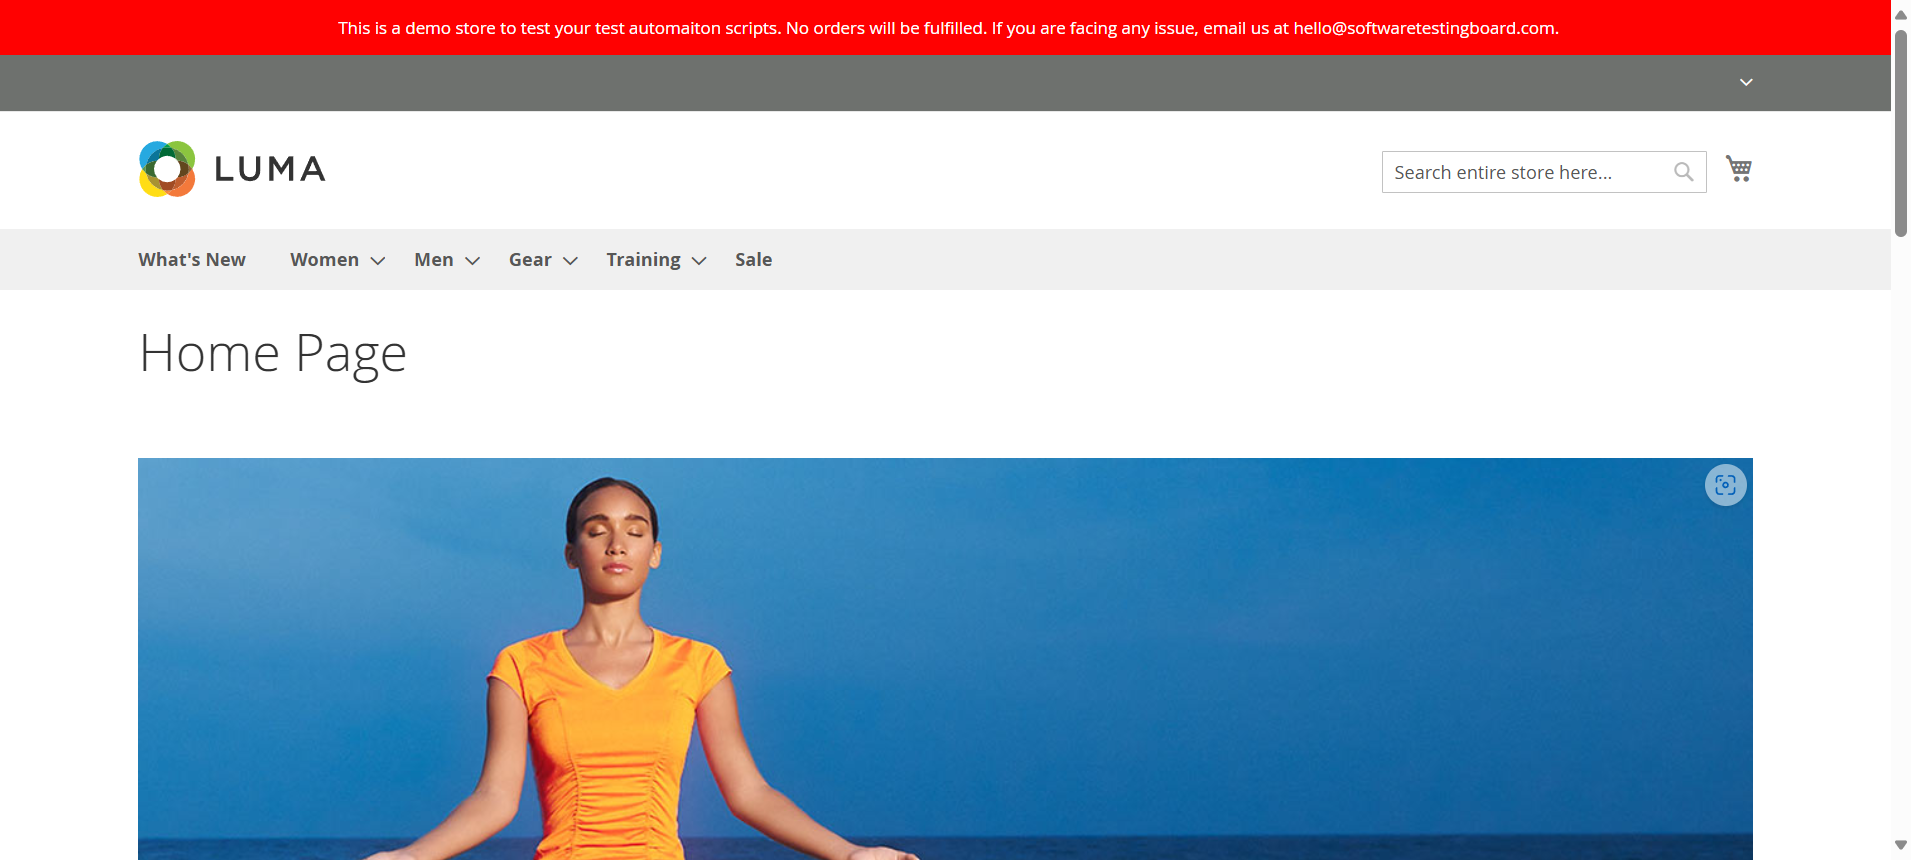 This is a demo store to test your test automaiton scripts. No orders will be fulfilled. If you are facing any issue, email us at hello@softwaretestingboard.com.
LUMA
Search entire store here...
What's New Women Men Gear Training Sale
Home Page